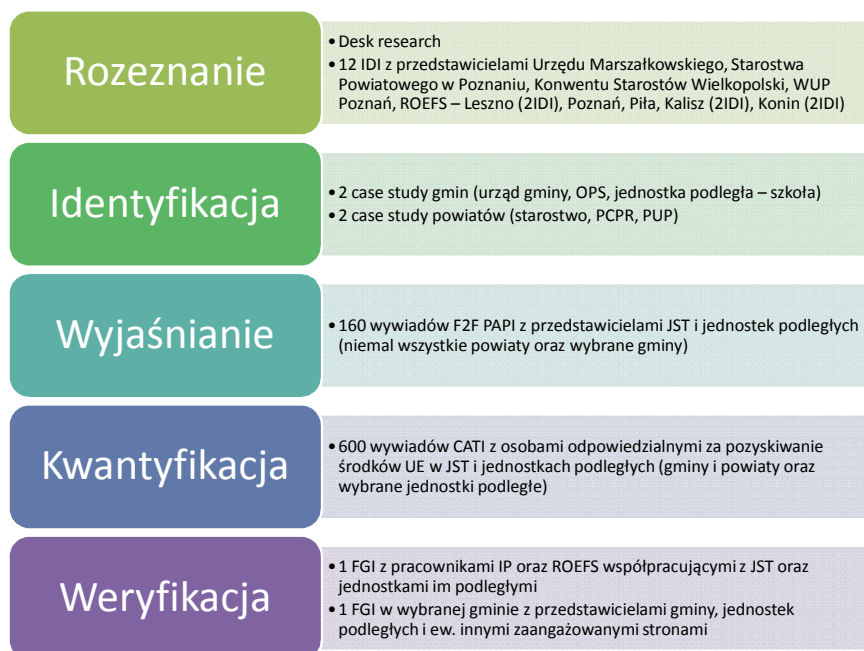 Rozeznanie
• Desk research
• 12 IDI z przedstawicielami Urzędu Marszałkowskiego, Starostwa
Powiatowego w Poznaniu, Konwentu Starostów Wielkopolski, WUP
Poznań, ROEFS – Leszno (2IDI), Poznań, Piła, Kalisz (2IDI), Konin (2IDI)
Identyfikacja
• 2 case study gmin (urząd gminy, OPS, jednostka podległa – szkoła)
• 2 case study powiatów (starostwo, PCPR, PUP)
Wyjaśnianie
• 160 wywiadów F2F PAPI z przedstawicielami JST i jednostek podległych
(niemal wszystkie powiaty oraz wybrane gminy)
Kwantyfikacja
• 600 wywiadów CATI z osobami odpowiedzialnymi za pozyskiwanie
środków UE w JST i jednostkach podległych (gminy i powiaty oraz
wybrane jednostki podległe)
Weryfikacja
• 1 FGI z pracownikami IP oraz ROEFS współpracującymi z JST oraz
jednostkami im podległymi
• 1 FGI w wybranej gminie z przedstawicielami gminy, jednostek
podległych i ew. innymi zaangażowanymi stronami